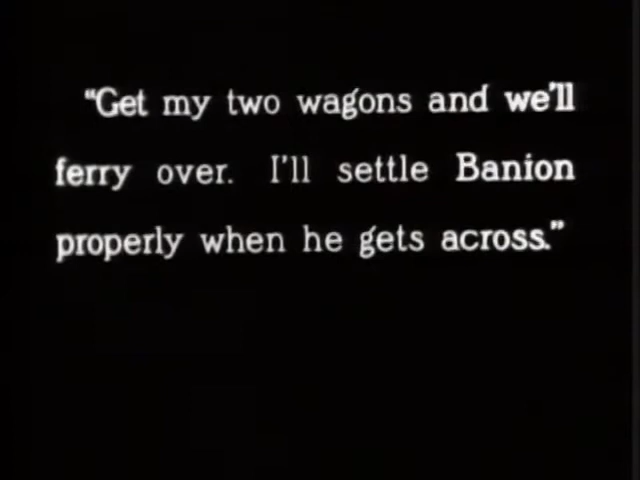 "Get my two wagons and we'll
ferry over. I'll settle Banion
properly when he gets across."